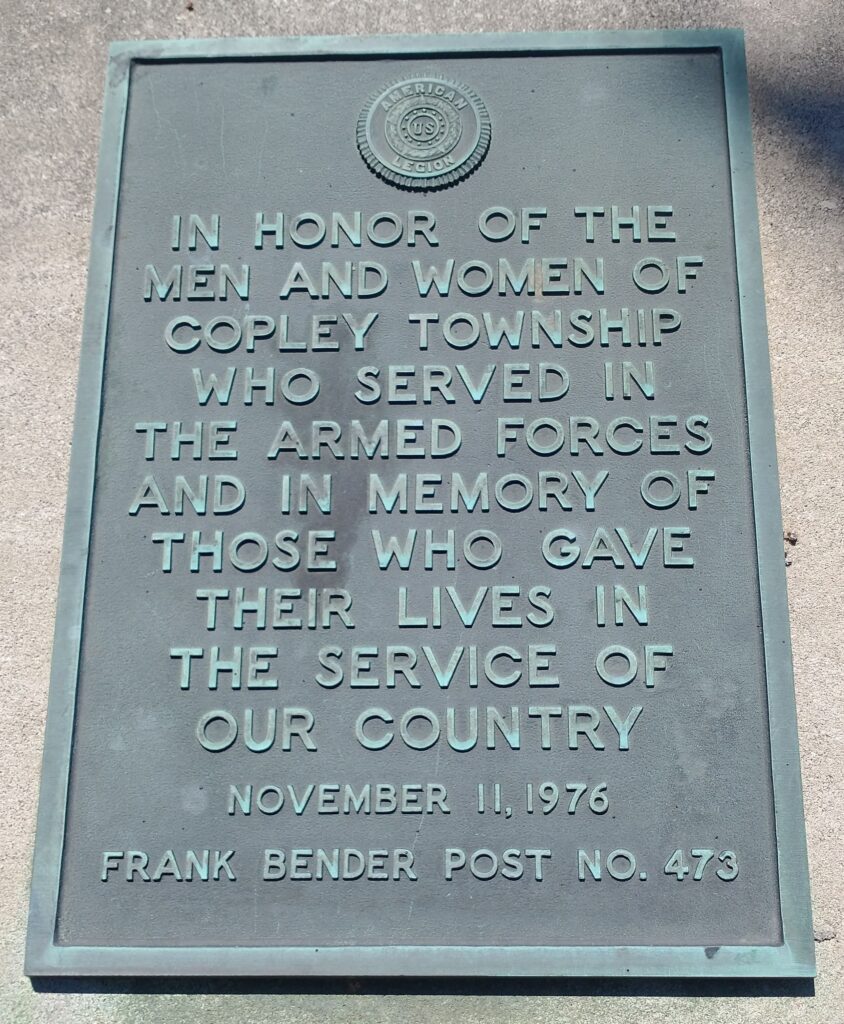 AMERICAN
US
LEGION
IN HONOR OF THE
MEN AND WOMEN OF
COPLEY TOWNSHIP
WHO SERVED IN
THE ARMED FORCES
AND IN MEMORY OF
THOSE WHO GAVE
THEIR LIVES IN
THE SERVICE OF
OUR COUNTRY
NOVEMBER 11, 1976
FRANK BENDER POST NO. 473